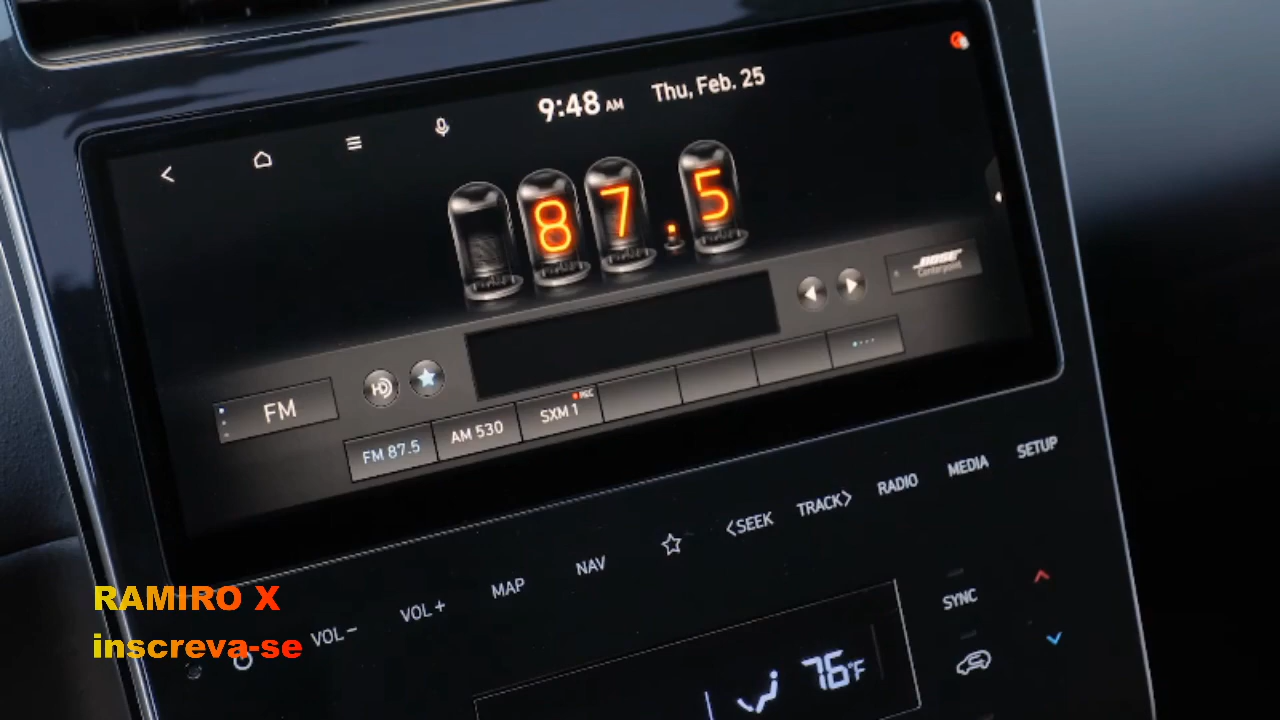 9:48 AM
Thu, Feb. 25
87.5
BOSE
Centerpoint
FM
HD
FM 87.5
AM 530
SXM 1
SETUP
MEDIA
RADIO
TRACK>
<SEEK
NAV
MAP
VOL +
VOL −
SYNC
76°F
RAMIRO X
inscreva-se